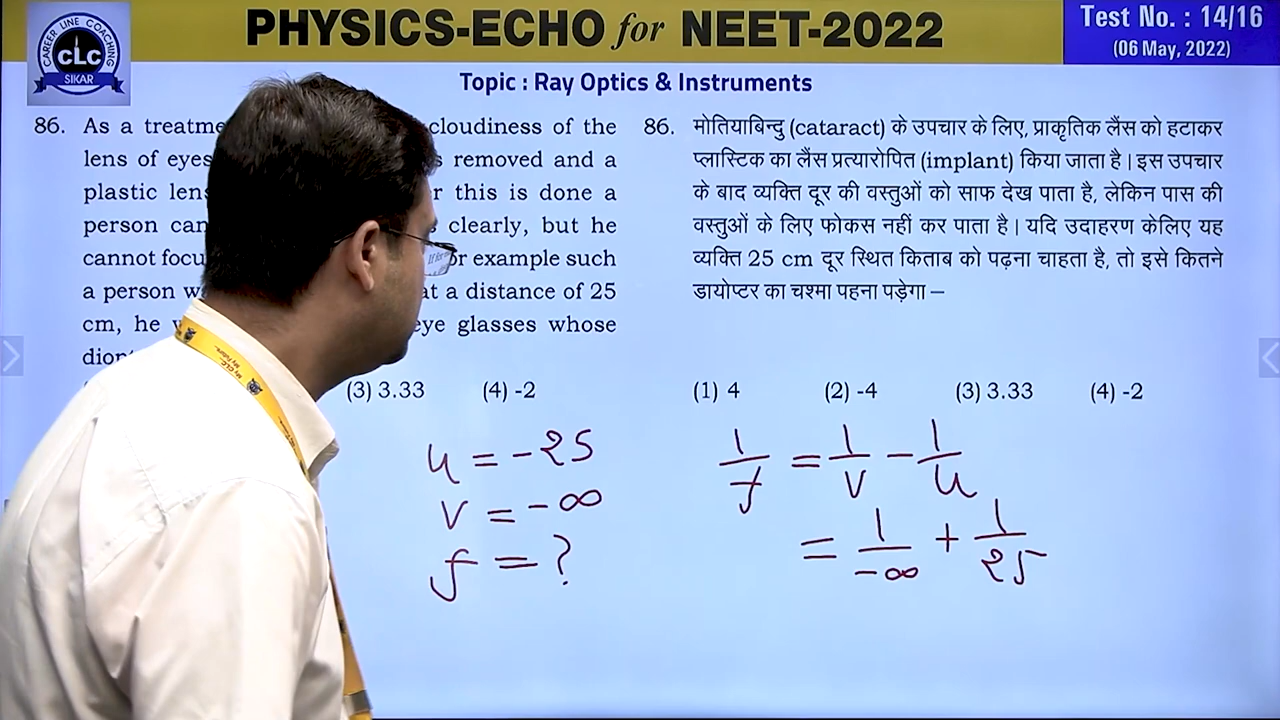 PHYSICS-ECHO for NEET-2022
Test No. : 14/16
(06 May, 2022)
CAREER LINE COACHING
CLC
SIKAR
Topic : Ray Optics & Instruments
86. As a treatme cloudiness of the
lens of eyes removed and a
plastic lens this is done a
person can clearly, but he
cannot focu example such
a person w at a distance of 25
cm, he eye glasses whose
(3) 3.33 (4) -2
86. मोतियाबिन्दु (cataract) के उपचार के लिए, प्राकृतिक लैंस को हटाकर
प्लास्टिक का लैंस प्रत्यारोपित (implant) किया जाता है। इस उपचार
के बाद व्यक्ति दूर की वस्तुओं को साफ देख पाता है, लेकिन पास की
वस्तुओं के लिए फोकस नहीं कर पाता है। यदि उदाहरण केलिए यह
व्यक्ति 25 cm दूर स्थित किताब को पढ़ना चाहता है, तो इसे कितने
डायोप्टर का चश्मा पहना पड़ेगा –
(1) 4 (2) -4 (3) 3.33 (4) -2
u = -25
v = -∞
f = ?
1/f = 1/v - 1/u
= 1/-∞ + 1/25